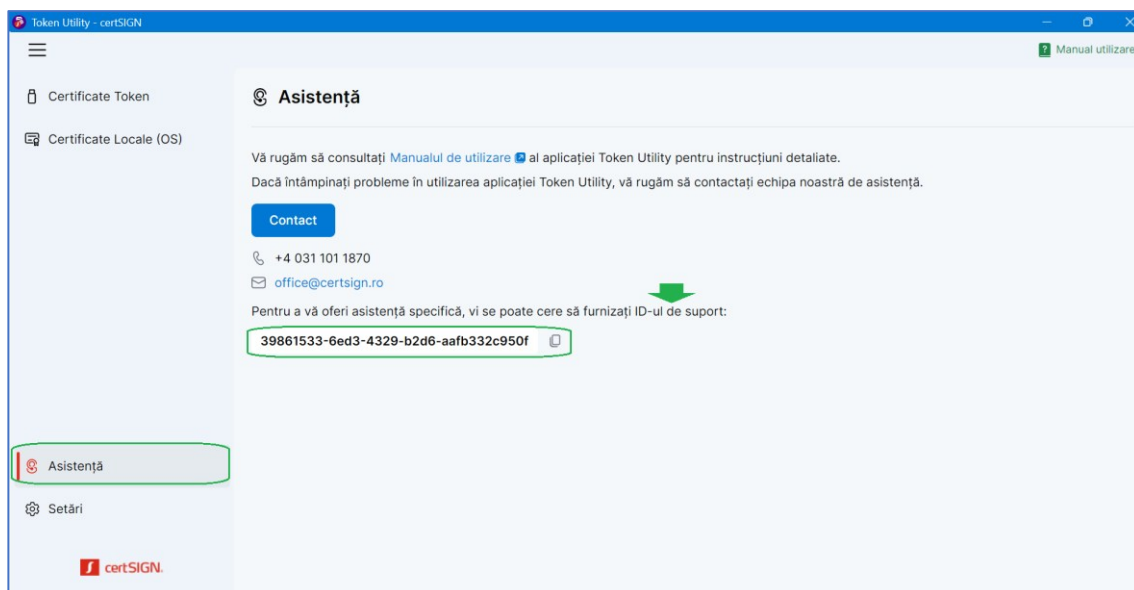 Token Utility - certSIGN
Manual utilizare
Certificate Token
Certificate Locale (OS)
Asistență
Vă rugăm să consultați Manualul de utilizare al aplicației Token Utility pentru instrucțiuni detaliate.
Dacă întâmpinați probleme în utilizarea aplicației Token Utility, vă rugăm să contactați echipa noastră de asistență.
Contact
+4 031 101 1870
office@certsign.ro
Pentru a vă oferi asistență specifică, vi se poate cere să furnizați ID-ul de suport:
39861533-6ed3-4329-b2d6-aafb332c950f
Asistență
Setări
certSIGN.